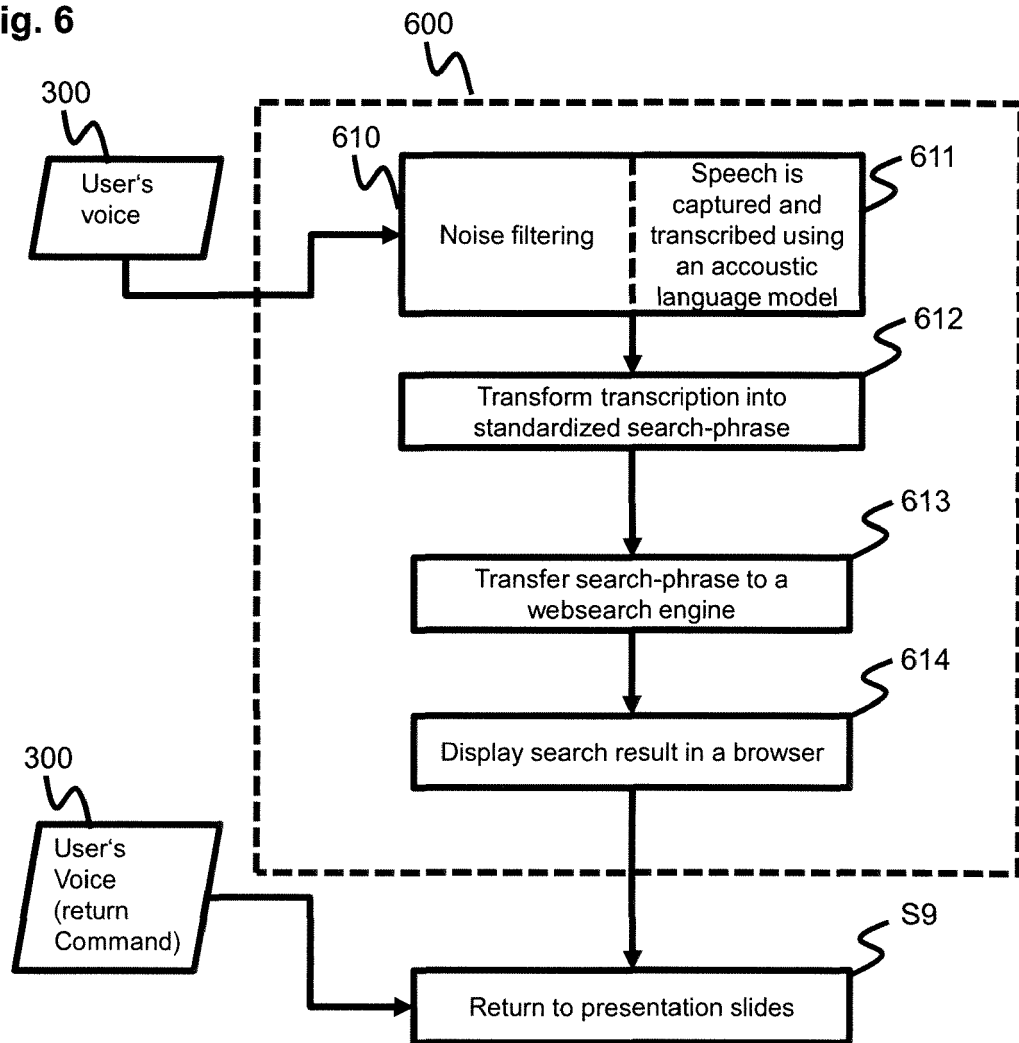 ig. 6
600
300
User's
voice
610
Noise filtering
Speech is
captured and
transcribed using
an accoustic
language model
611
612
Transform transcription into
standardized search-phrase
613
Transfer search-phrase to a
websearch engine
614
Display search result in a browser
300
User's
Voice
(return
Command)
S9
Return to presentation slides